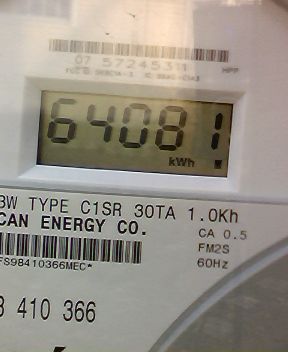 07 57245311 HPP
64081
kWh
3W TYPE C1SR 30TA 1.0Kh
CAN ENERGY CO.
CA 0.5
FM2S
60Hz
FS98410366MEC*
410 366